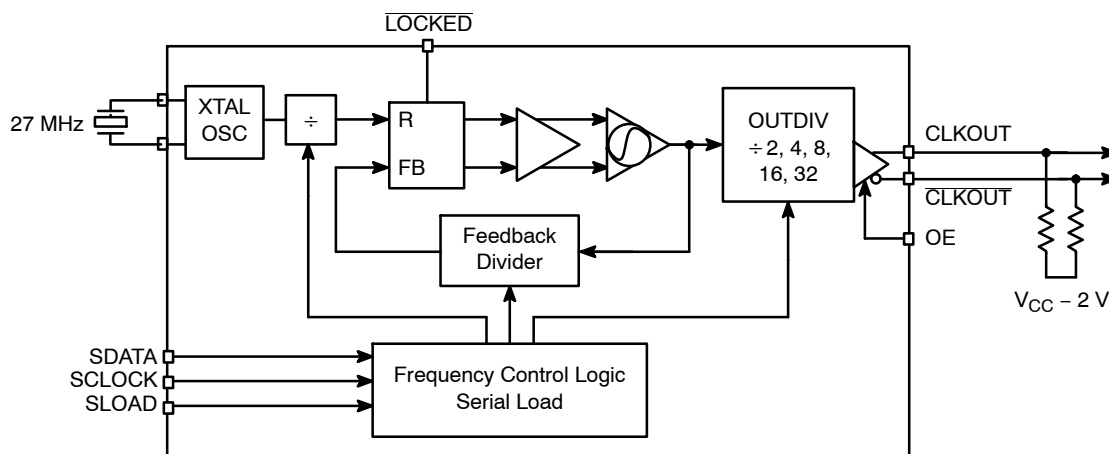 LOCKED
27 MHz
XTAL
OSC
÷
R
FB
OUTDIV
÷ 2, 4, 8,
16, 32
CLKOUT
CLKOUT
OE
Feedback
Divider
VCC − 2 V
SDATA
SCLOCK
SLOAD
Frequency Control Logic
Serial Load